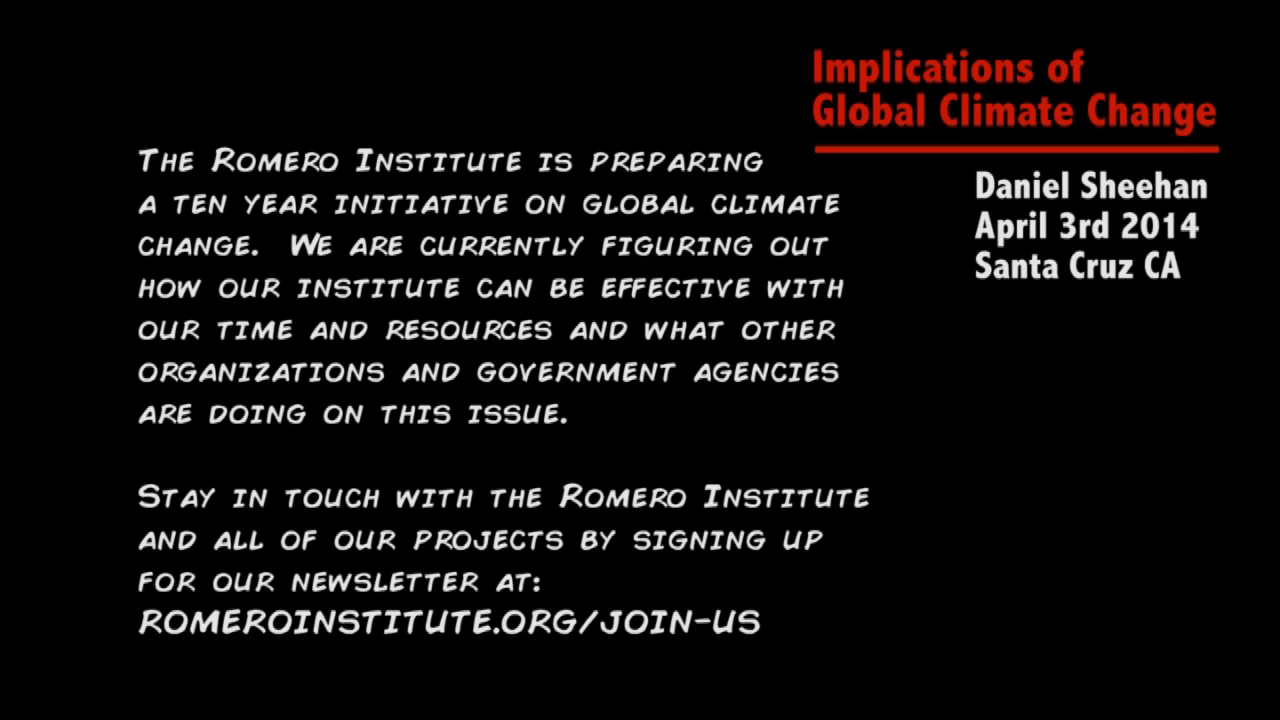 Implications of
Global Climate Change
Daniel Sheehan
April 3rd 2014
Santa Cruz CA
The Romero Institute is preparing
a ten year initiative on global climate
change.  We are currently figuring out
how our institute can be effective with
our time and resources and what other
organizations and government agencies
are doing on this issue.
Stay in touch with the Romero Institute
and all of our projects by signing up
for our newsletter at:
romeroinstitute.org/join-us